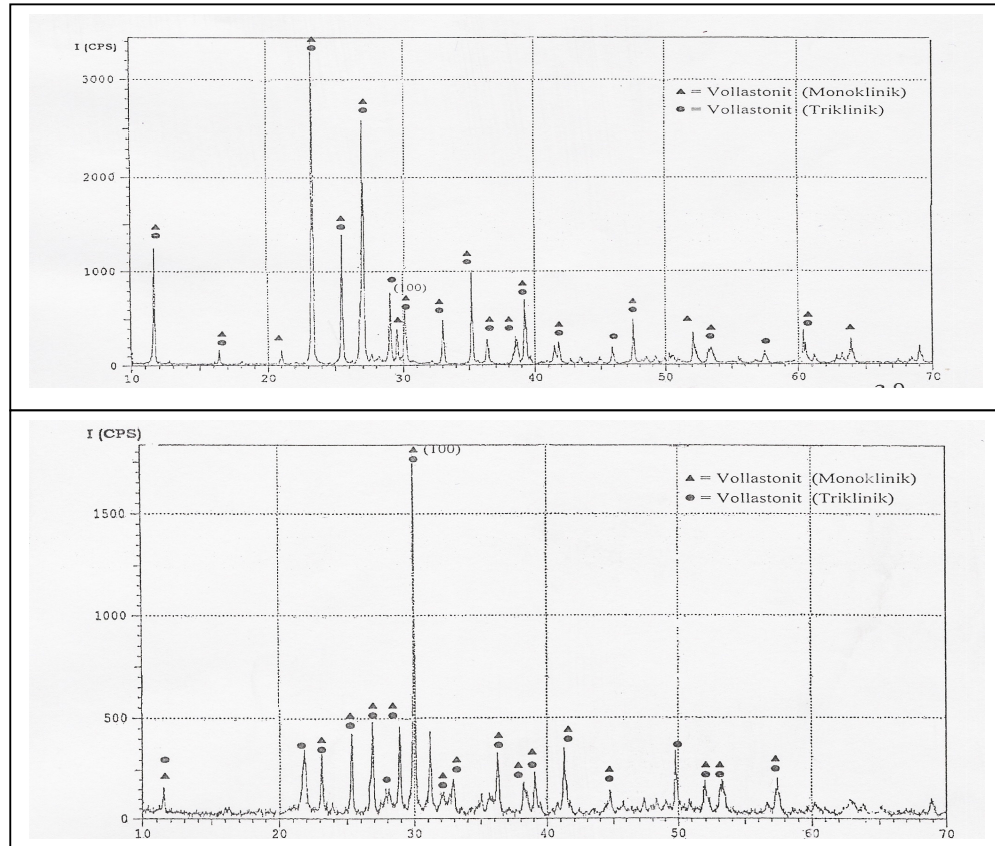 I (CPS)
3000
▲ = Vollastonit (Monoklinik)
● = Vollastonit (Triklinik)
2000
1000
(100)
0
10 20 30 40 50 60 70
I (CPS)
(100)
▲ = Vollastonit (Monoklinik)
● = Vollastonit (Triklinik)
1500
1000
500
0
10 20 30 40 50 60 70